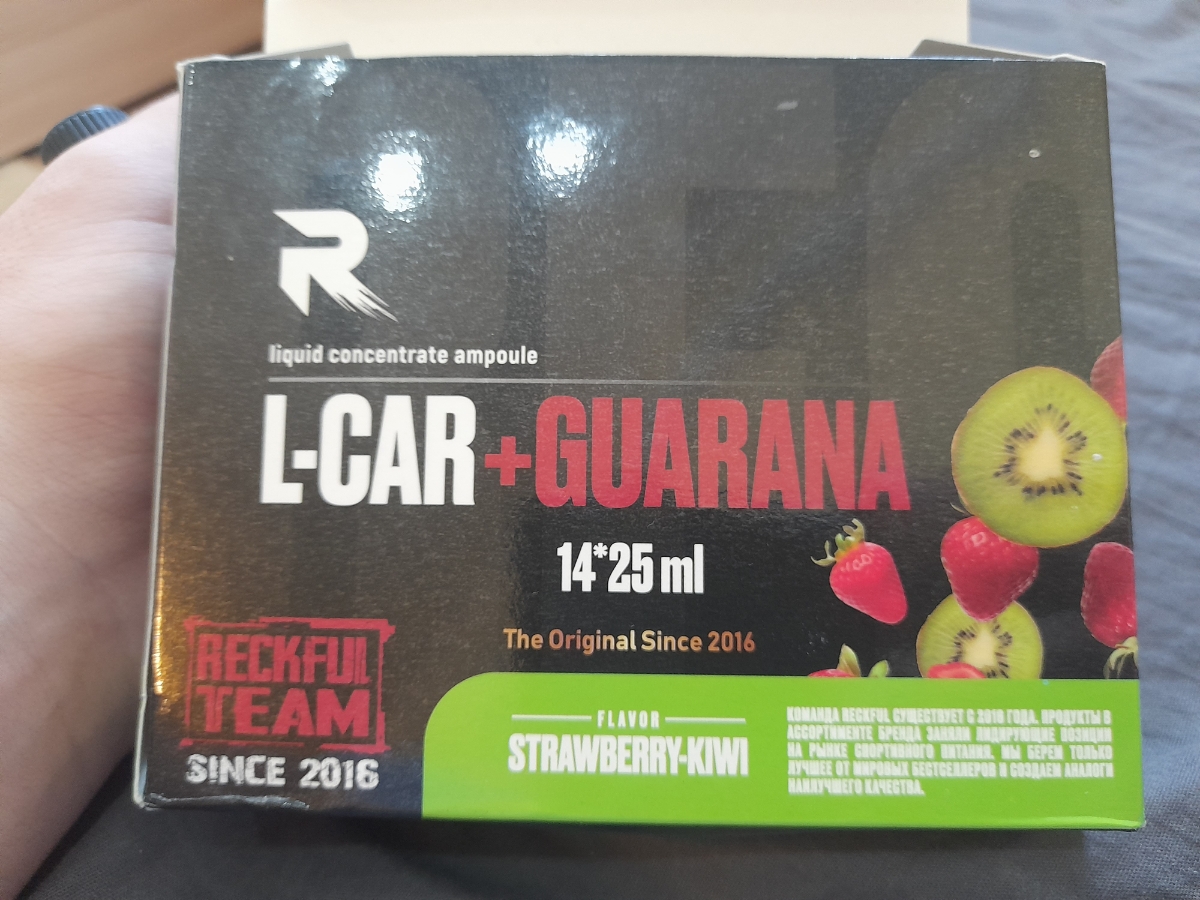 liquid concentrate ampoule
L-CAR+GUARANA
14*25 ml
The Original Since 2016
RECKFUL
TEAM
SINCE 2016
FLAVOR
STRAWBERRY-KIWI
КОМАНДА RECKFUL СУЩЕСТВУЕТ С 2016 ГОДА. ПРОДУКТЫ В
АССОРТИМЕНТЕ БРЕНДА ЗАНЯЛИ ЛИДИРУЮЩИЕ ПОЗИЦИИ
НА РЫНКЕ СПОРТИВНОГО ПИТАНИЯ. МЫ БЕРЕМ ТОЛЬКО
ЛУЧШЕЕ ОТ МИРОВЫХ БЕСТСЕЛЛЕРОВ И СОЗДАЕМ АНАЛОГИ
НАИЛУЧШЕГО КАЧЕСТВА.